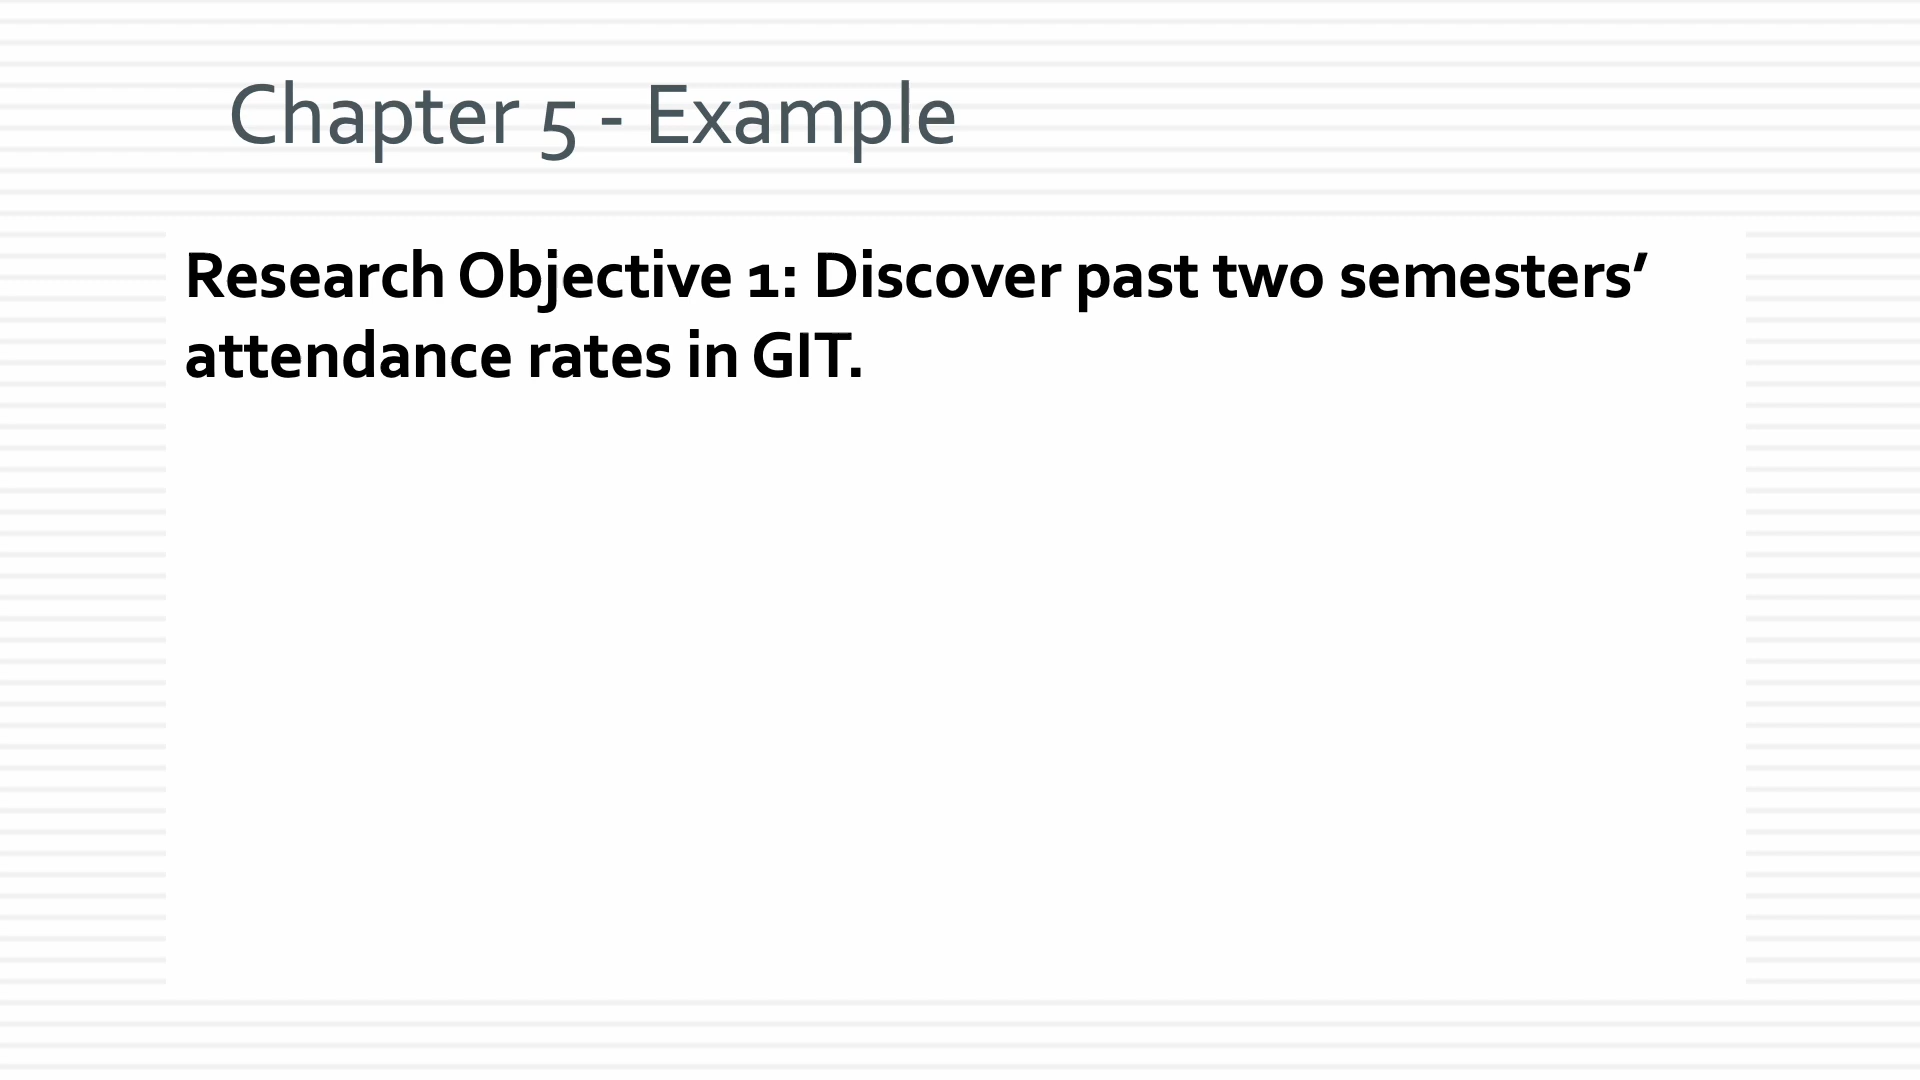 Chapter 5 - Example
Research Objective 1: Discover past two semesters’
attendance rates in GIT.